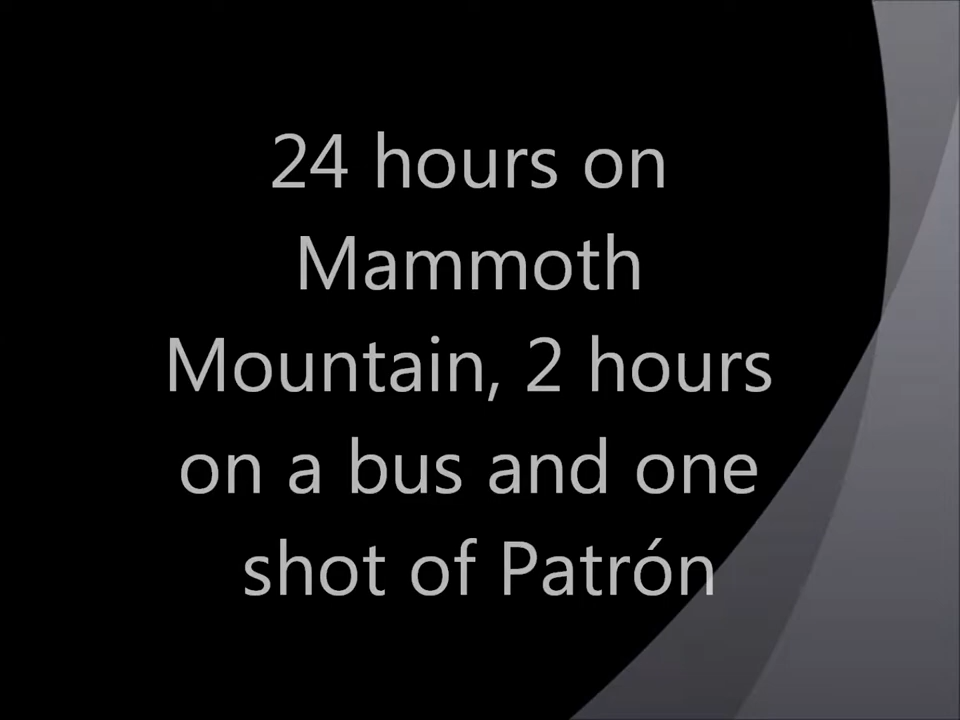 24 hours on
Mammoth
Mountain, 2 hours
on a bus and one
shot of Patrón